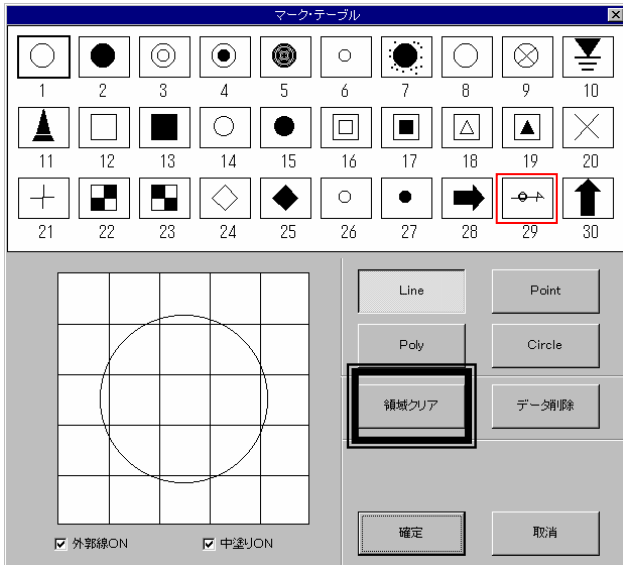 マーク・テーブル
1 2 3 4 5 6 7 8 9 10
11 12 13 14 15 16 17 18 19 20
21 22 23 24 25 26 27 28 29 30
Line Point
Poly Circle
領域クリア データ削除
確定 取消
外郭線ON 中塗りON